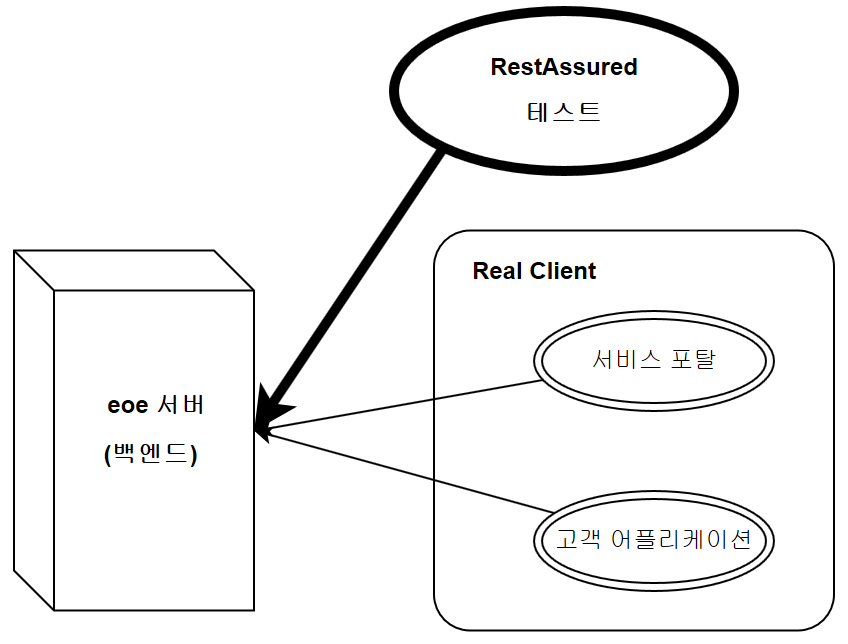 RestAssured
테스트
Real Client
서비스 포탈
eoe 서버
(백엔드)
고객 어플리케이션